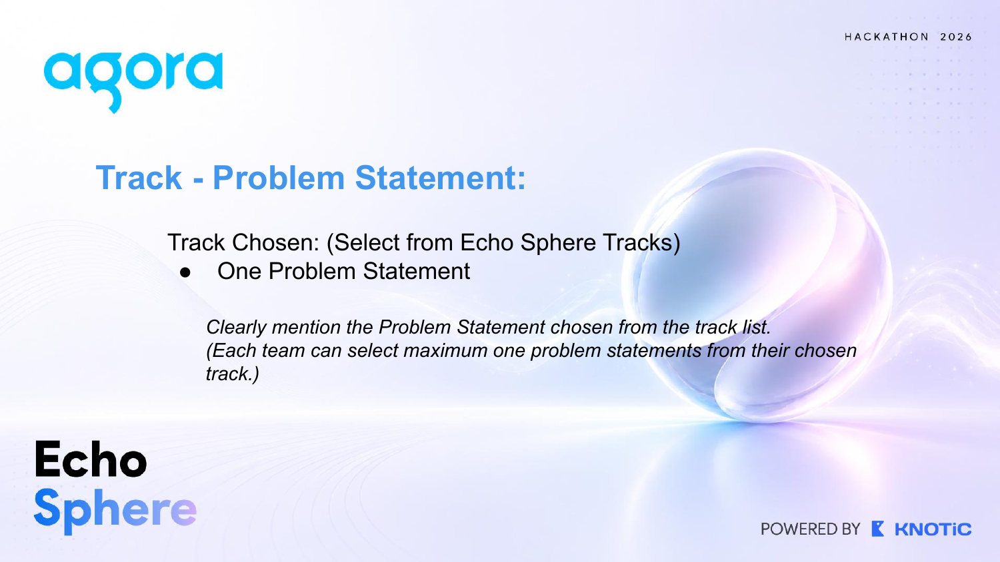 HACKATHON 2026
agora
Track - Problem Statement:
Track Chosen: (Select from Echo Sphere Tracks)
● One Problem Statement
Clearly mention the Problem Statement chosen from the track list.
(Each team can select maximum one problem statements from their chosen
track.)
Echo
Sphere
POWERED BY KNOTiC